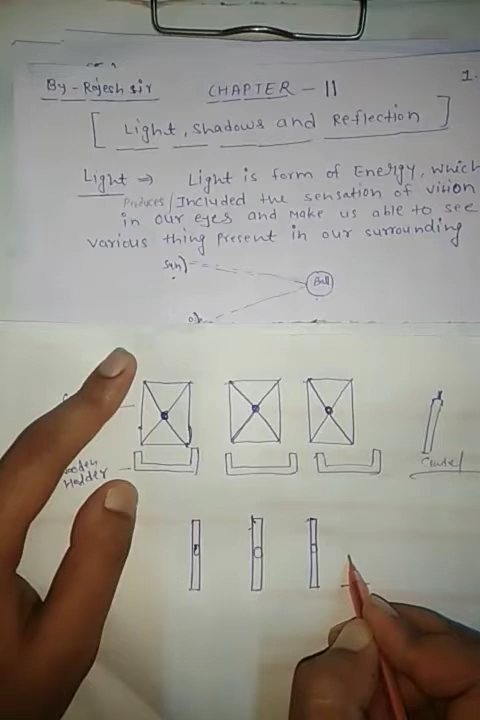 By - Rajesh sir
CHAPTER - 11
1.
[ Light, shadows and Reflection ]
Light ⇒ Light is form of Energy, which
Produces/Included the sensation of vision
in our eyes and make us able to see
various thing present in our surrounding
Ball
Holder